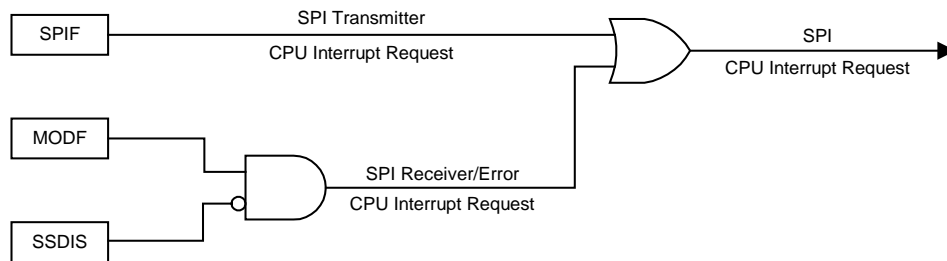 SPIF
SPI Transmitter
CPU Interrupt Request
SPI
CPU Interrupt Request
MODF
SPI Receiver/Error
CPU Interrupt Request
SSDIS